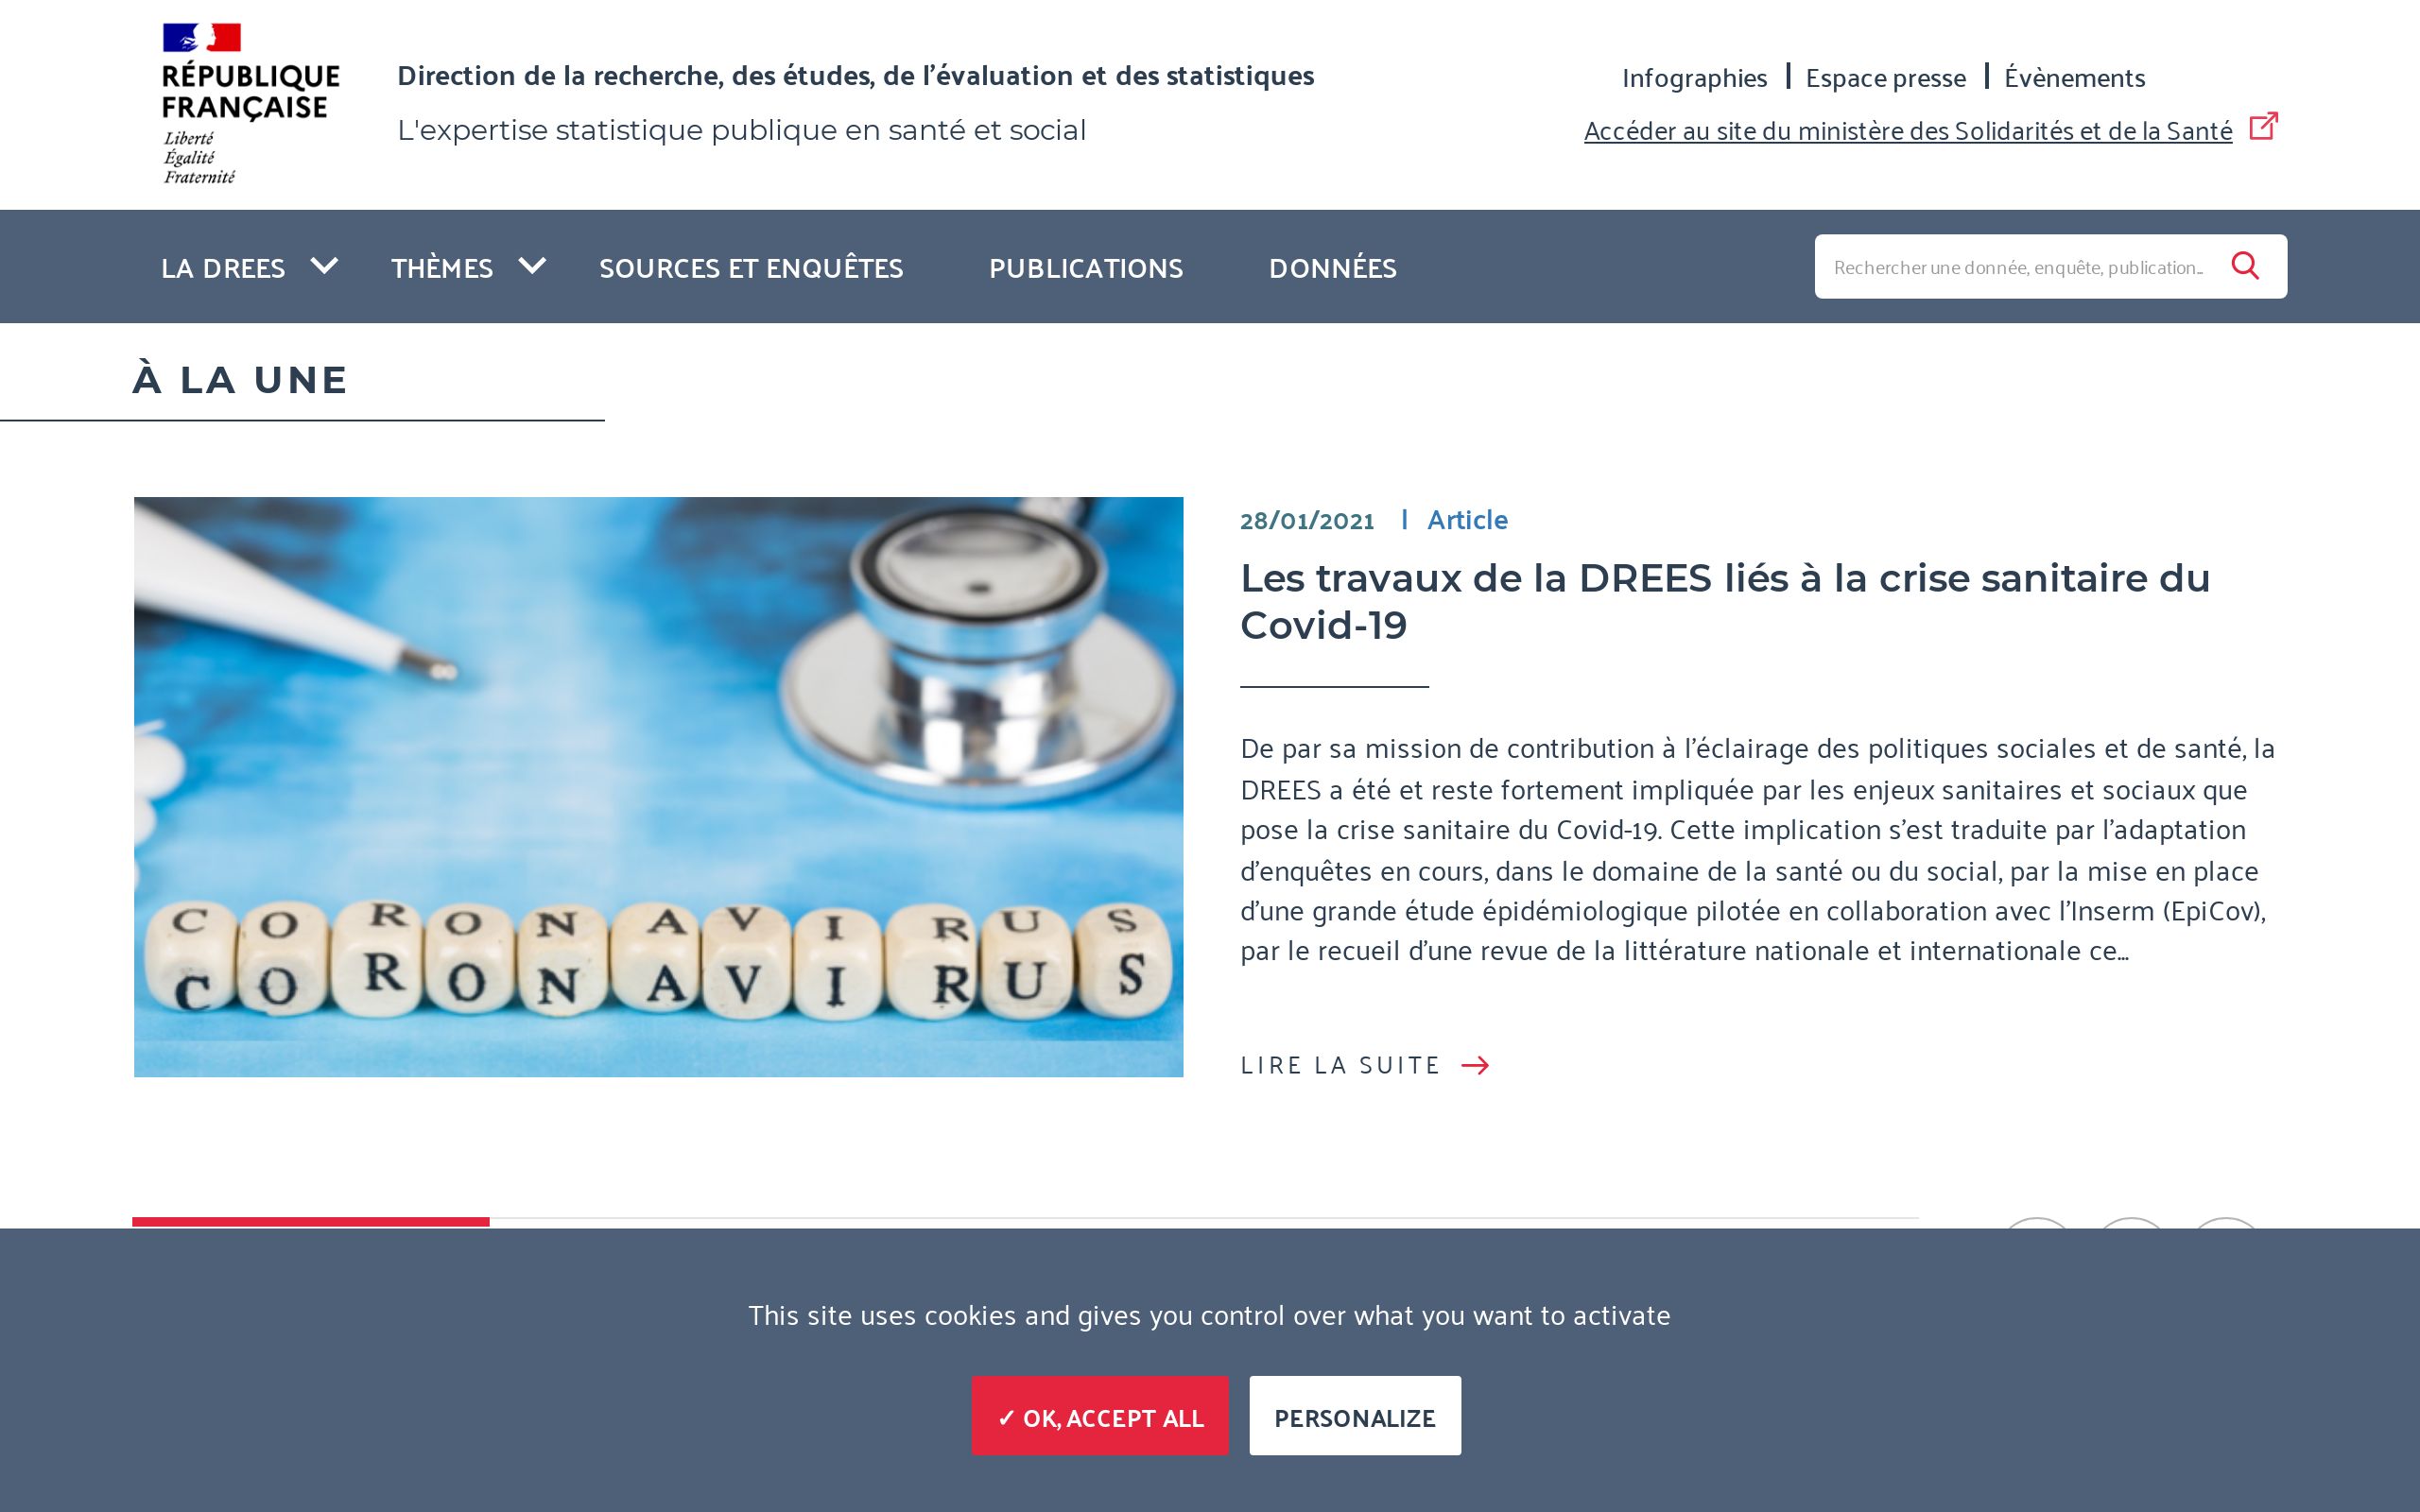 RÉPUBLIQUE
FRANÇAISE
Liberté
Égalité
Fraternité
Direction de la recherche, des études, de l’évaluation et des statistiques
L'expertise statistique publique en santé et social
Infographies | Espace presse | Évènements
Accéder au site du ministère des Solidarités et de la Santé
LA DREES THÈMES SOURCES ET ENQUÊTES PUBLICATIONS DONNÉES
Rechercher une donnée, enquête, publication...
À LA UNE
C O R O N A V I R U S
C O R O N A V I R U S
28/01/2021 | Article
Les travaux de la DREES liés à la crise sanitaire du
Covid-19
De par sa mission de contribution à l’éclairage des politiques sociales et de santé, la
DREES a été et reste fortement impliquée par les enjeux sanitaires et sociaux que
pose la crise sanitaire du Covid-19. Cette implication s’est traduite par l’adaptation
d’enquêtes en cours, dans le domaine de la santé ou du social, par la mise en place
d’une grande étude épidémiologique pilotée en collaboration avec l’Inserm (EpiCov),
par le recueil d’une revue de la littérature nationale et internationale ce...
LIRE LA SUITE
This site uses cookies and gives you control over what you want to activate
✓ OK, ACCEPT ALL PERSONALIZE